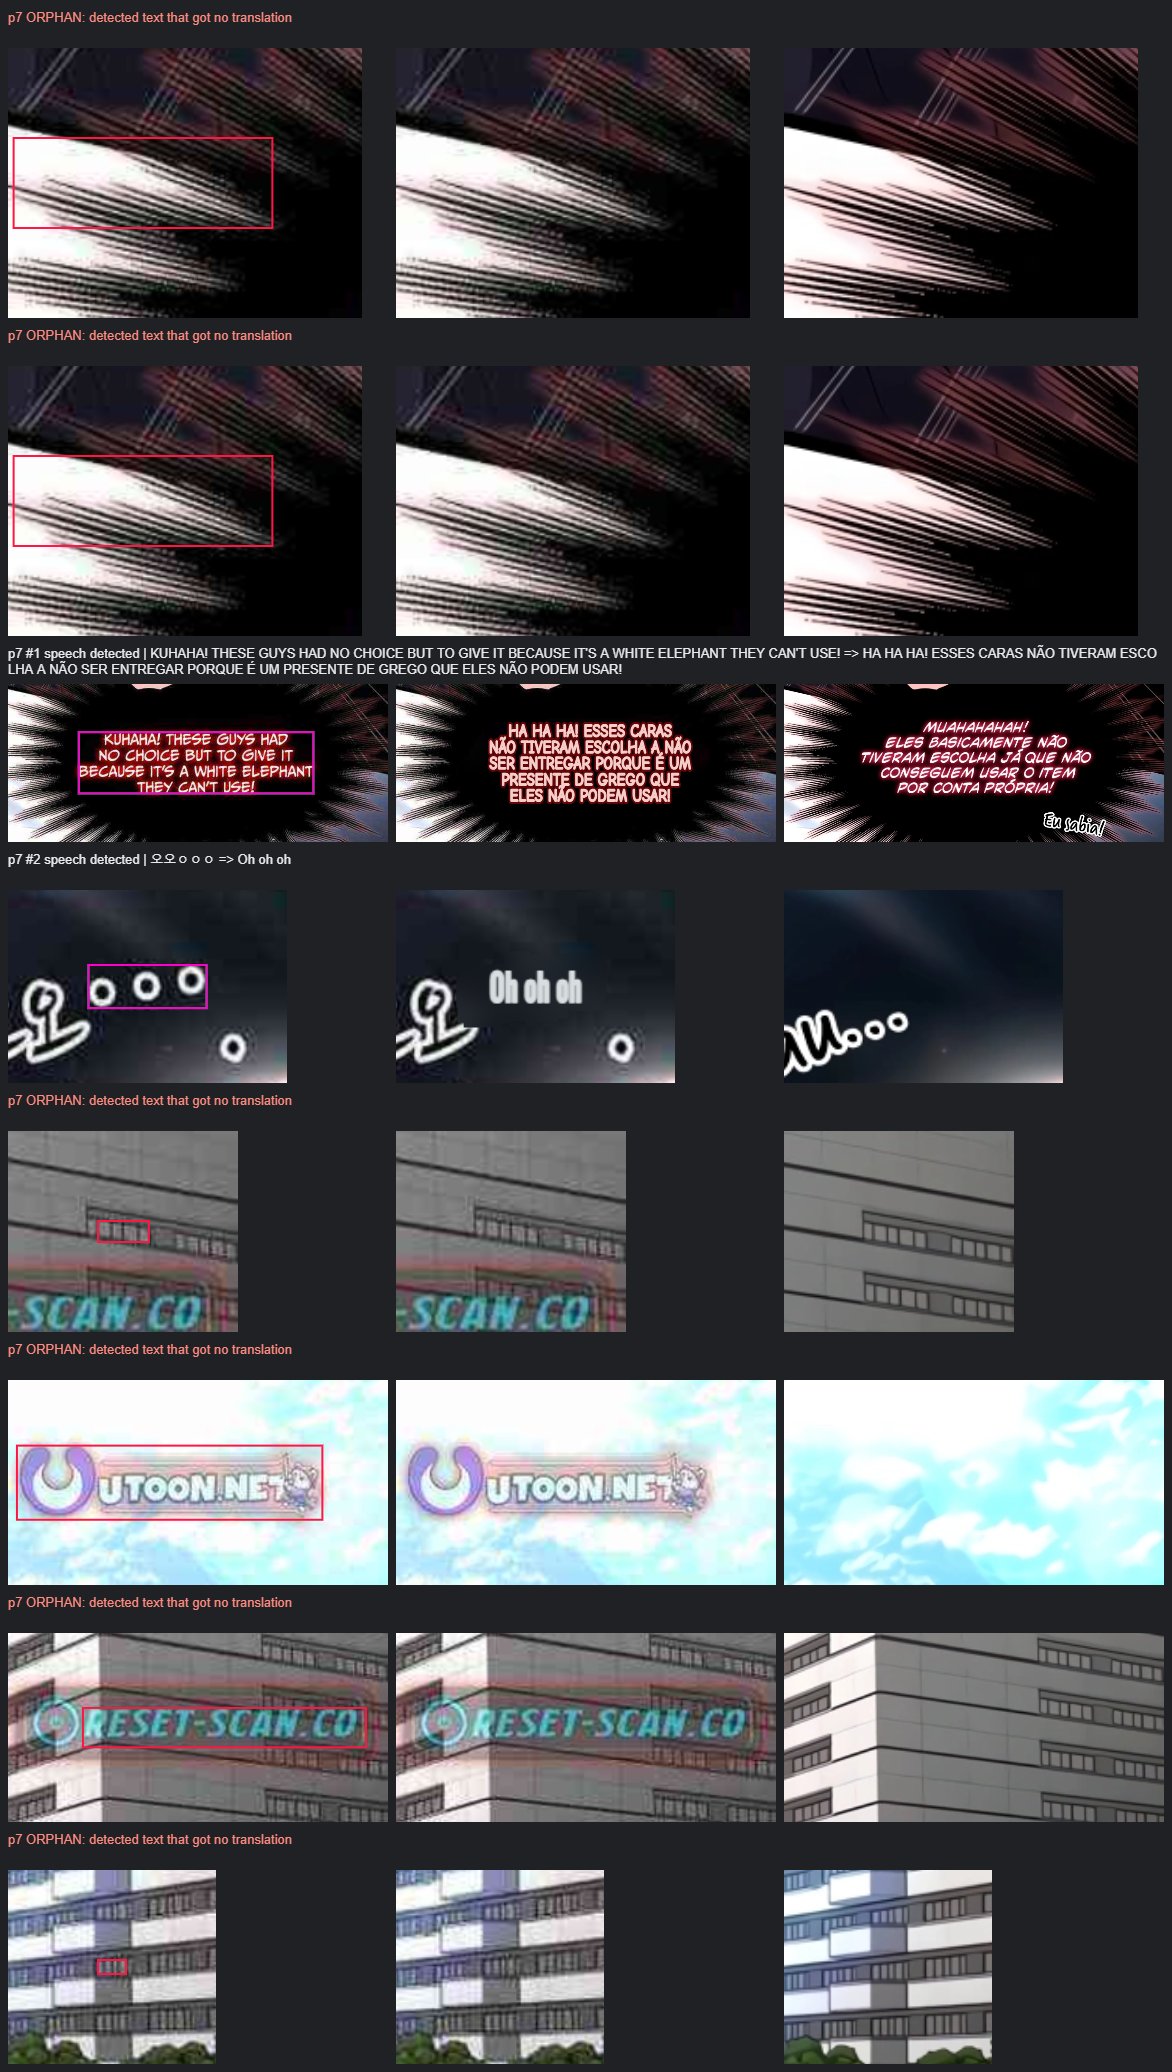 p7 ORPHAN: detected text that got no translation
p7 ORPHAN: detected text that got no translation
p7 #1 speech detected | KUHAHA! THESE GUYS HAD NO CHOICE BUT TO GIVE IT BECAUSE IT'S A WHITE ELEPHANT THEY CAN'T USE! => HA HA HA! ESSES CARAS NÃO TIVERAM ESCO
LHA A NÃO SER ENTREGAR PORQUE É UM PRESENTE DE GREGO QUE ELES NÃO PODEM USAR!
KUHAHA! THESE GUYS HAD
NO CHOICE BUT TO GIVE IT
BECAUSE IT'S A WHITE ELEPHANT
THEY CAN'T USE!
HA HA HA! ESSES CARAS
NÃO TIVERAM ESCOLHA A NÃO
SER ENTREGAR PORQUE É UM
PRESENTE DE GREGO QUE
ELES NÃO PODEM USAR!
MUAHAHAHAH!
ELES BASICAMENTE NÃO
TIVERAM ESCOLHA JÁ QUE NÃO
CONSEGUEM USAR O ITEM
POR CONTA PRÓPRIA!
Eu sabia!
p7 #2 speech detected | 오오ㅇㅇㅇ => Oh oh oh
오
오
Oh oh oh
uu...
p7 ORPHAN: detected text that got no translation
-SCAN.CO
-SCAN.CO
p7 ORPHAN: detected text that got no translation
UTOON.NET
UTOON.NET
p7 ORPHAN: detected text that got no translation
RESET-SCAN.CO
RESET-SCAN.CO
p7 ORPHAN: detected text that got no translation